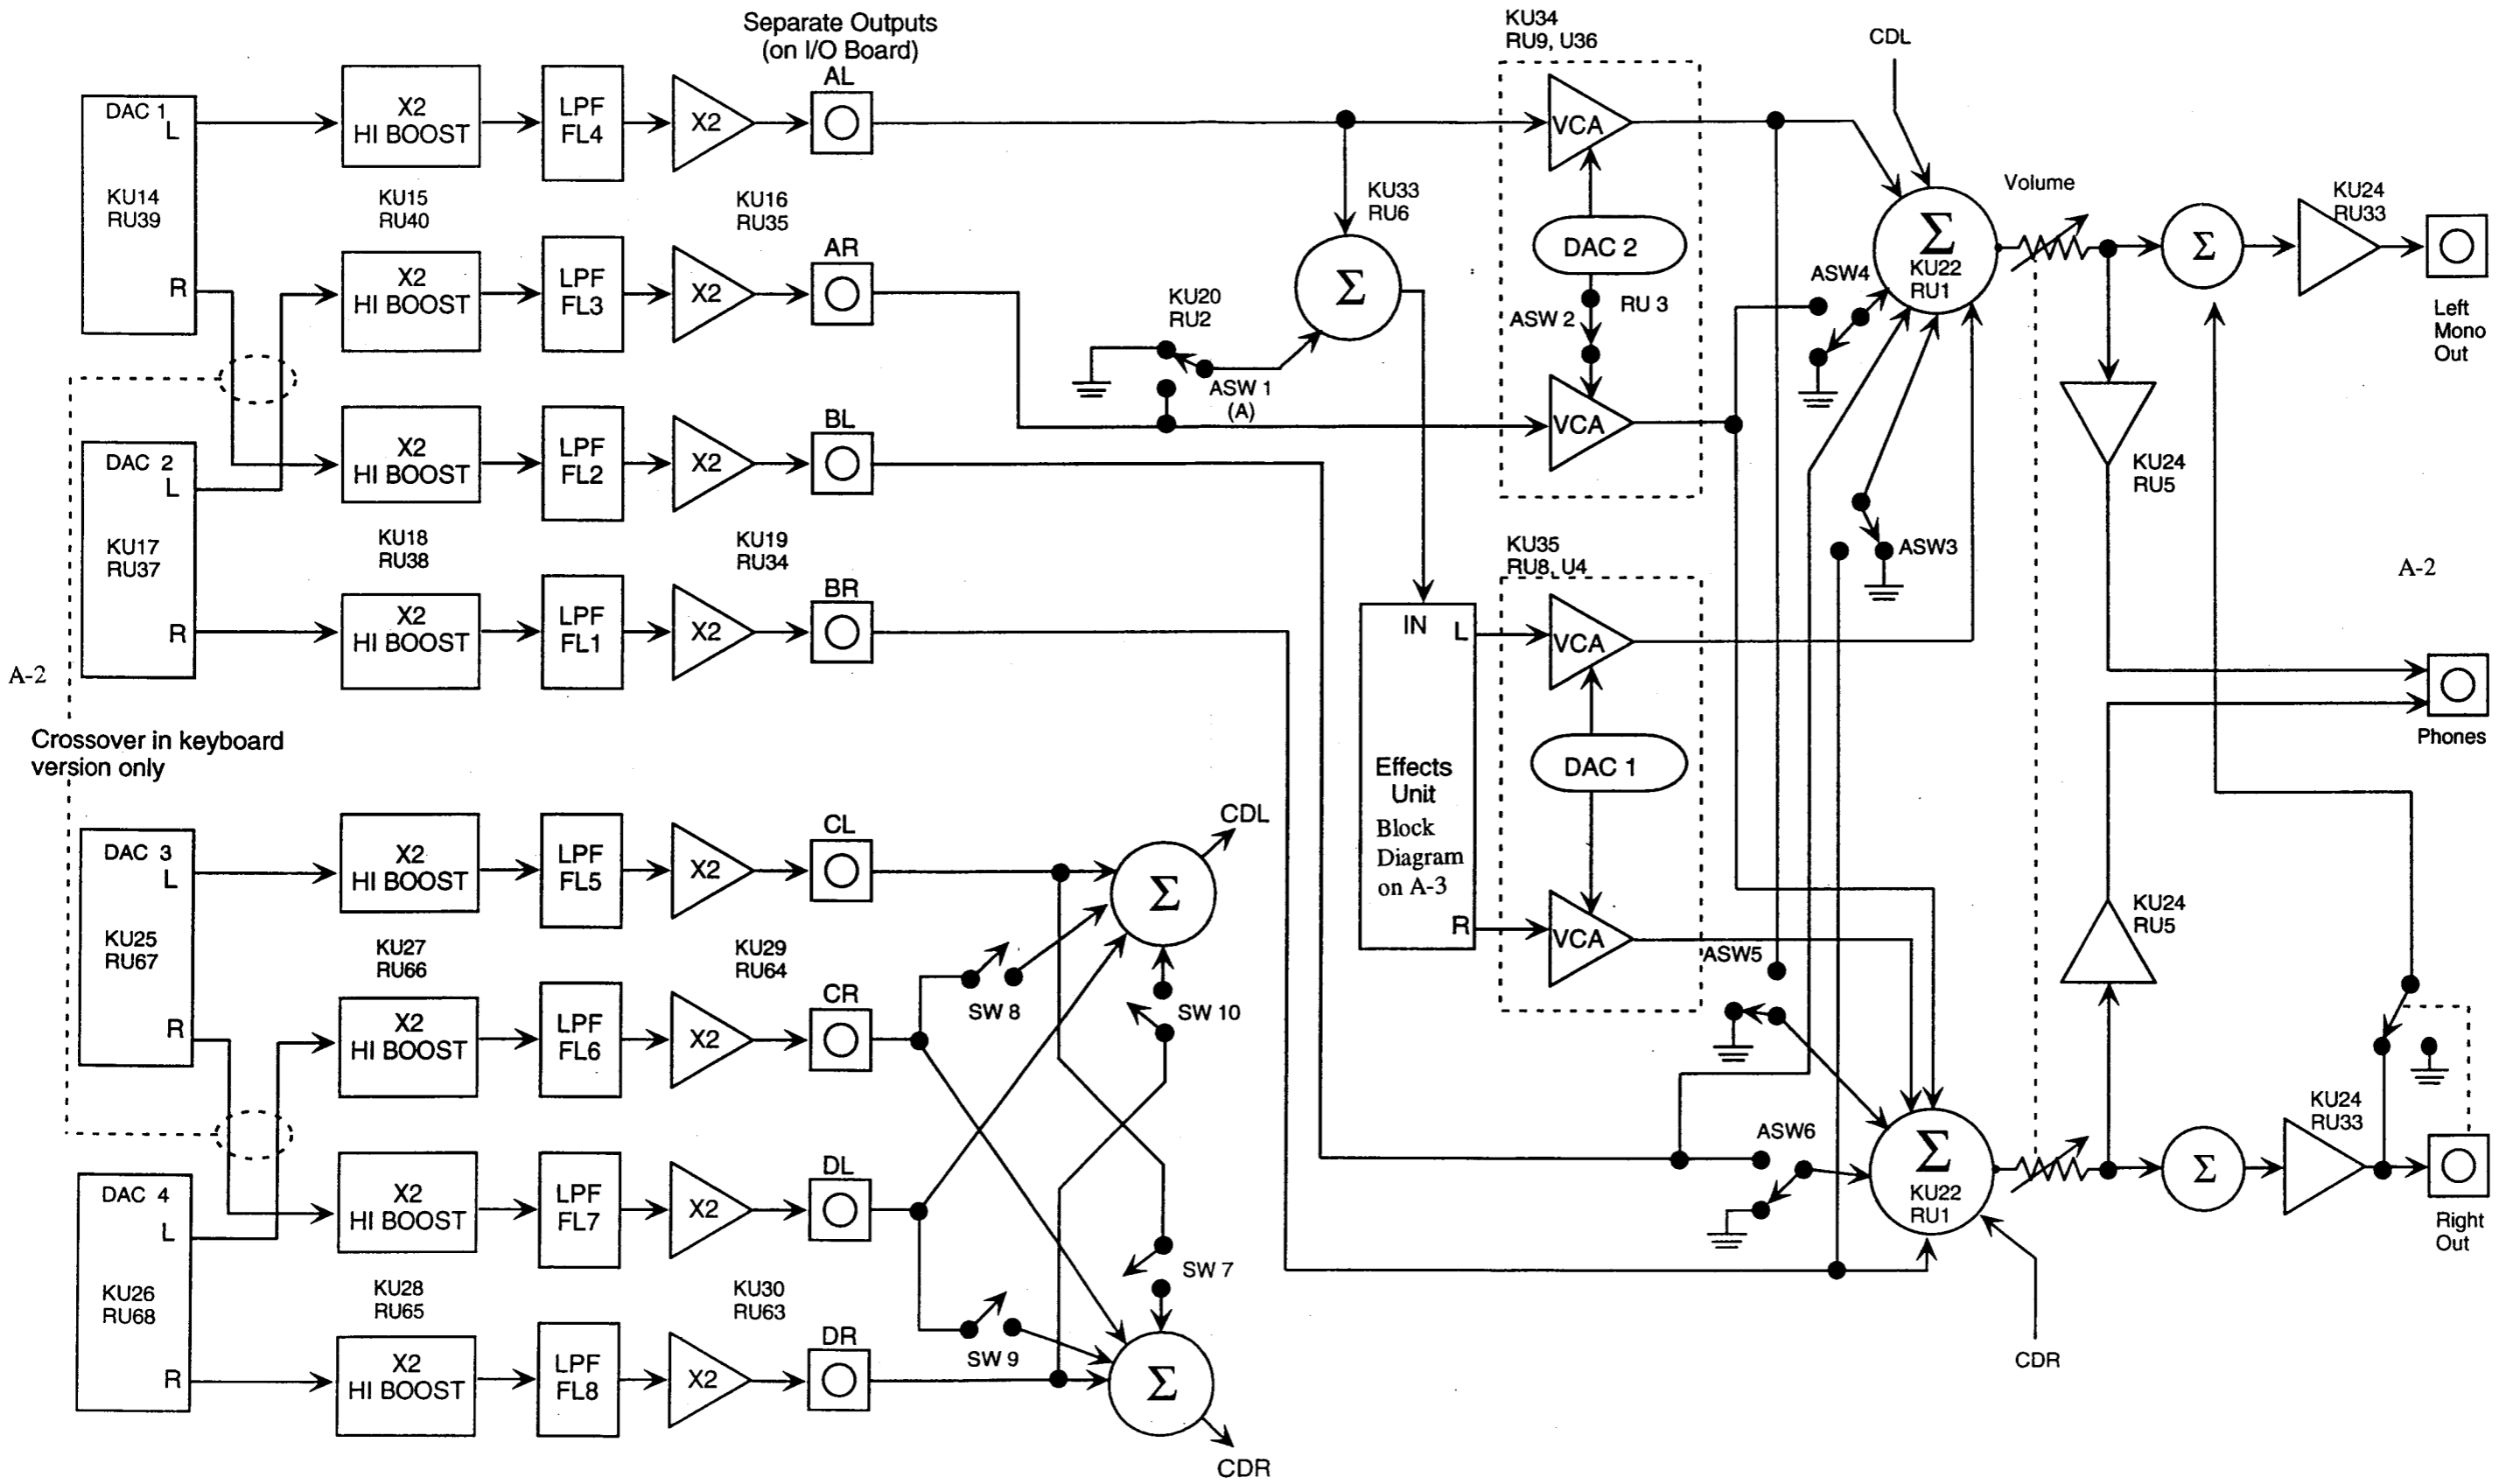 Separate Outputs
(on I/O Board)
KU34
RU9, U36
CDL
DAC 1
L
KU14
RU39
R
X2
HI BOOST
LPF
FL4
X2
AL
KU15
RU40
KU16
RU35
X2
HI BOOST
LPF
FL3
X2
AR
KU33
RU6
Σ
KU20
RU2
ASW 1
(A)
VCA
DAC 2
ASW 2
RU 3
VCA
Σ
KU22
RU1
ASW4
ASW3
Volume
Σ
KU24
RU33
Left
Mono
Out
KU24
RU5
A-2
DAC 2
L
KU17
RU37
R
X2
HI BOOST
LPF
FL2
X2
BL
KU18
RU38
KU19
RU34
X2
HI BOOST
LPF
FL1
X2
BR
A-2
Crossover in keyboard
version only
KU35
RU8, U4
IN
L
Effects
Unit
Block
Diagram
on A-3
R
VCA
DAC 1
VCA
ASW5
Phones
KU24
RU5
DAC 3
L
KU25
RU67
R
X2
HI BOOST
LPF
FL5
X2
CL
KU27
RU66
KU29
RU64
X2
HI BOOST
LPF
FL6
X2
CR
CDL
Σ
SW 8
SW 10
DAC 4
L
KU26
RU68
R
X2
HI BOOST
LPF
FL7
X2
DL
KU28
RU65
KU30
RU63
X2
HI BOOST
LPF
FL8
X2
DR
SW 7
SW 9
Σ
CDR
ASW6
Σ
KU22
RU1
CDR
Σ
KU24
RU33
Right
Out